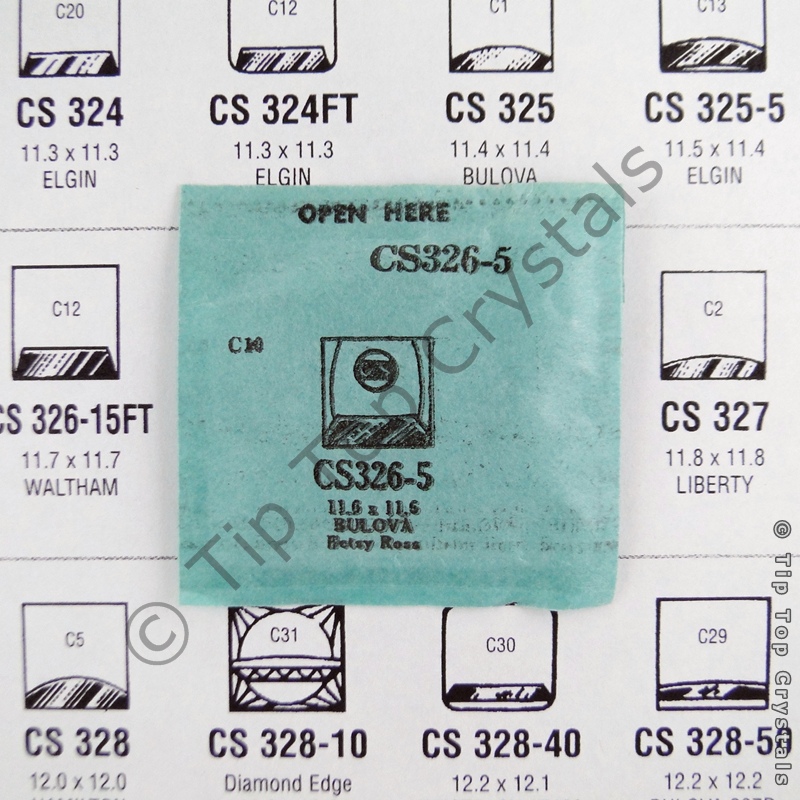 C20
C12
C1
C13
CS 324
CS 324FT
CS 325
CS 325-5
11.3 x 11.3
11.3 x 11.3
11.4 x 11.4
11.5 x 11.4
ELGIN
ELGIN
BULOVA
ELGIN
OPEN HERE
CS326-5
C10
CS326-5
11.6 x 11.6
BULOVA
Betsy Ross
C12
CS 326-15FT
11.7 x 11.7
WALTHAM
C2
CS 327
11.8 x 11.8
LIBERTY
C5
C31
C30
C29
CS 328
CS 328-10
CS 328-40
12.0 x 12.0
Diamond Edge
12.2 x 12.1
12.2 x 12.2
© Tip Top Crystals
© Tip Top Crystals